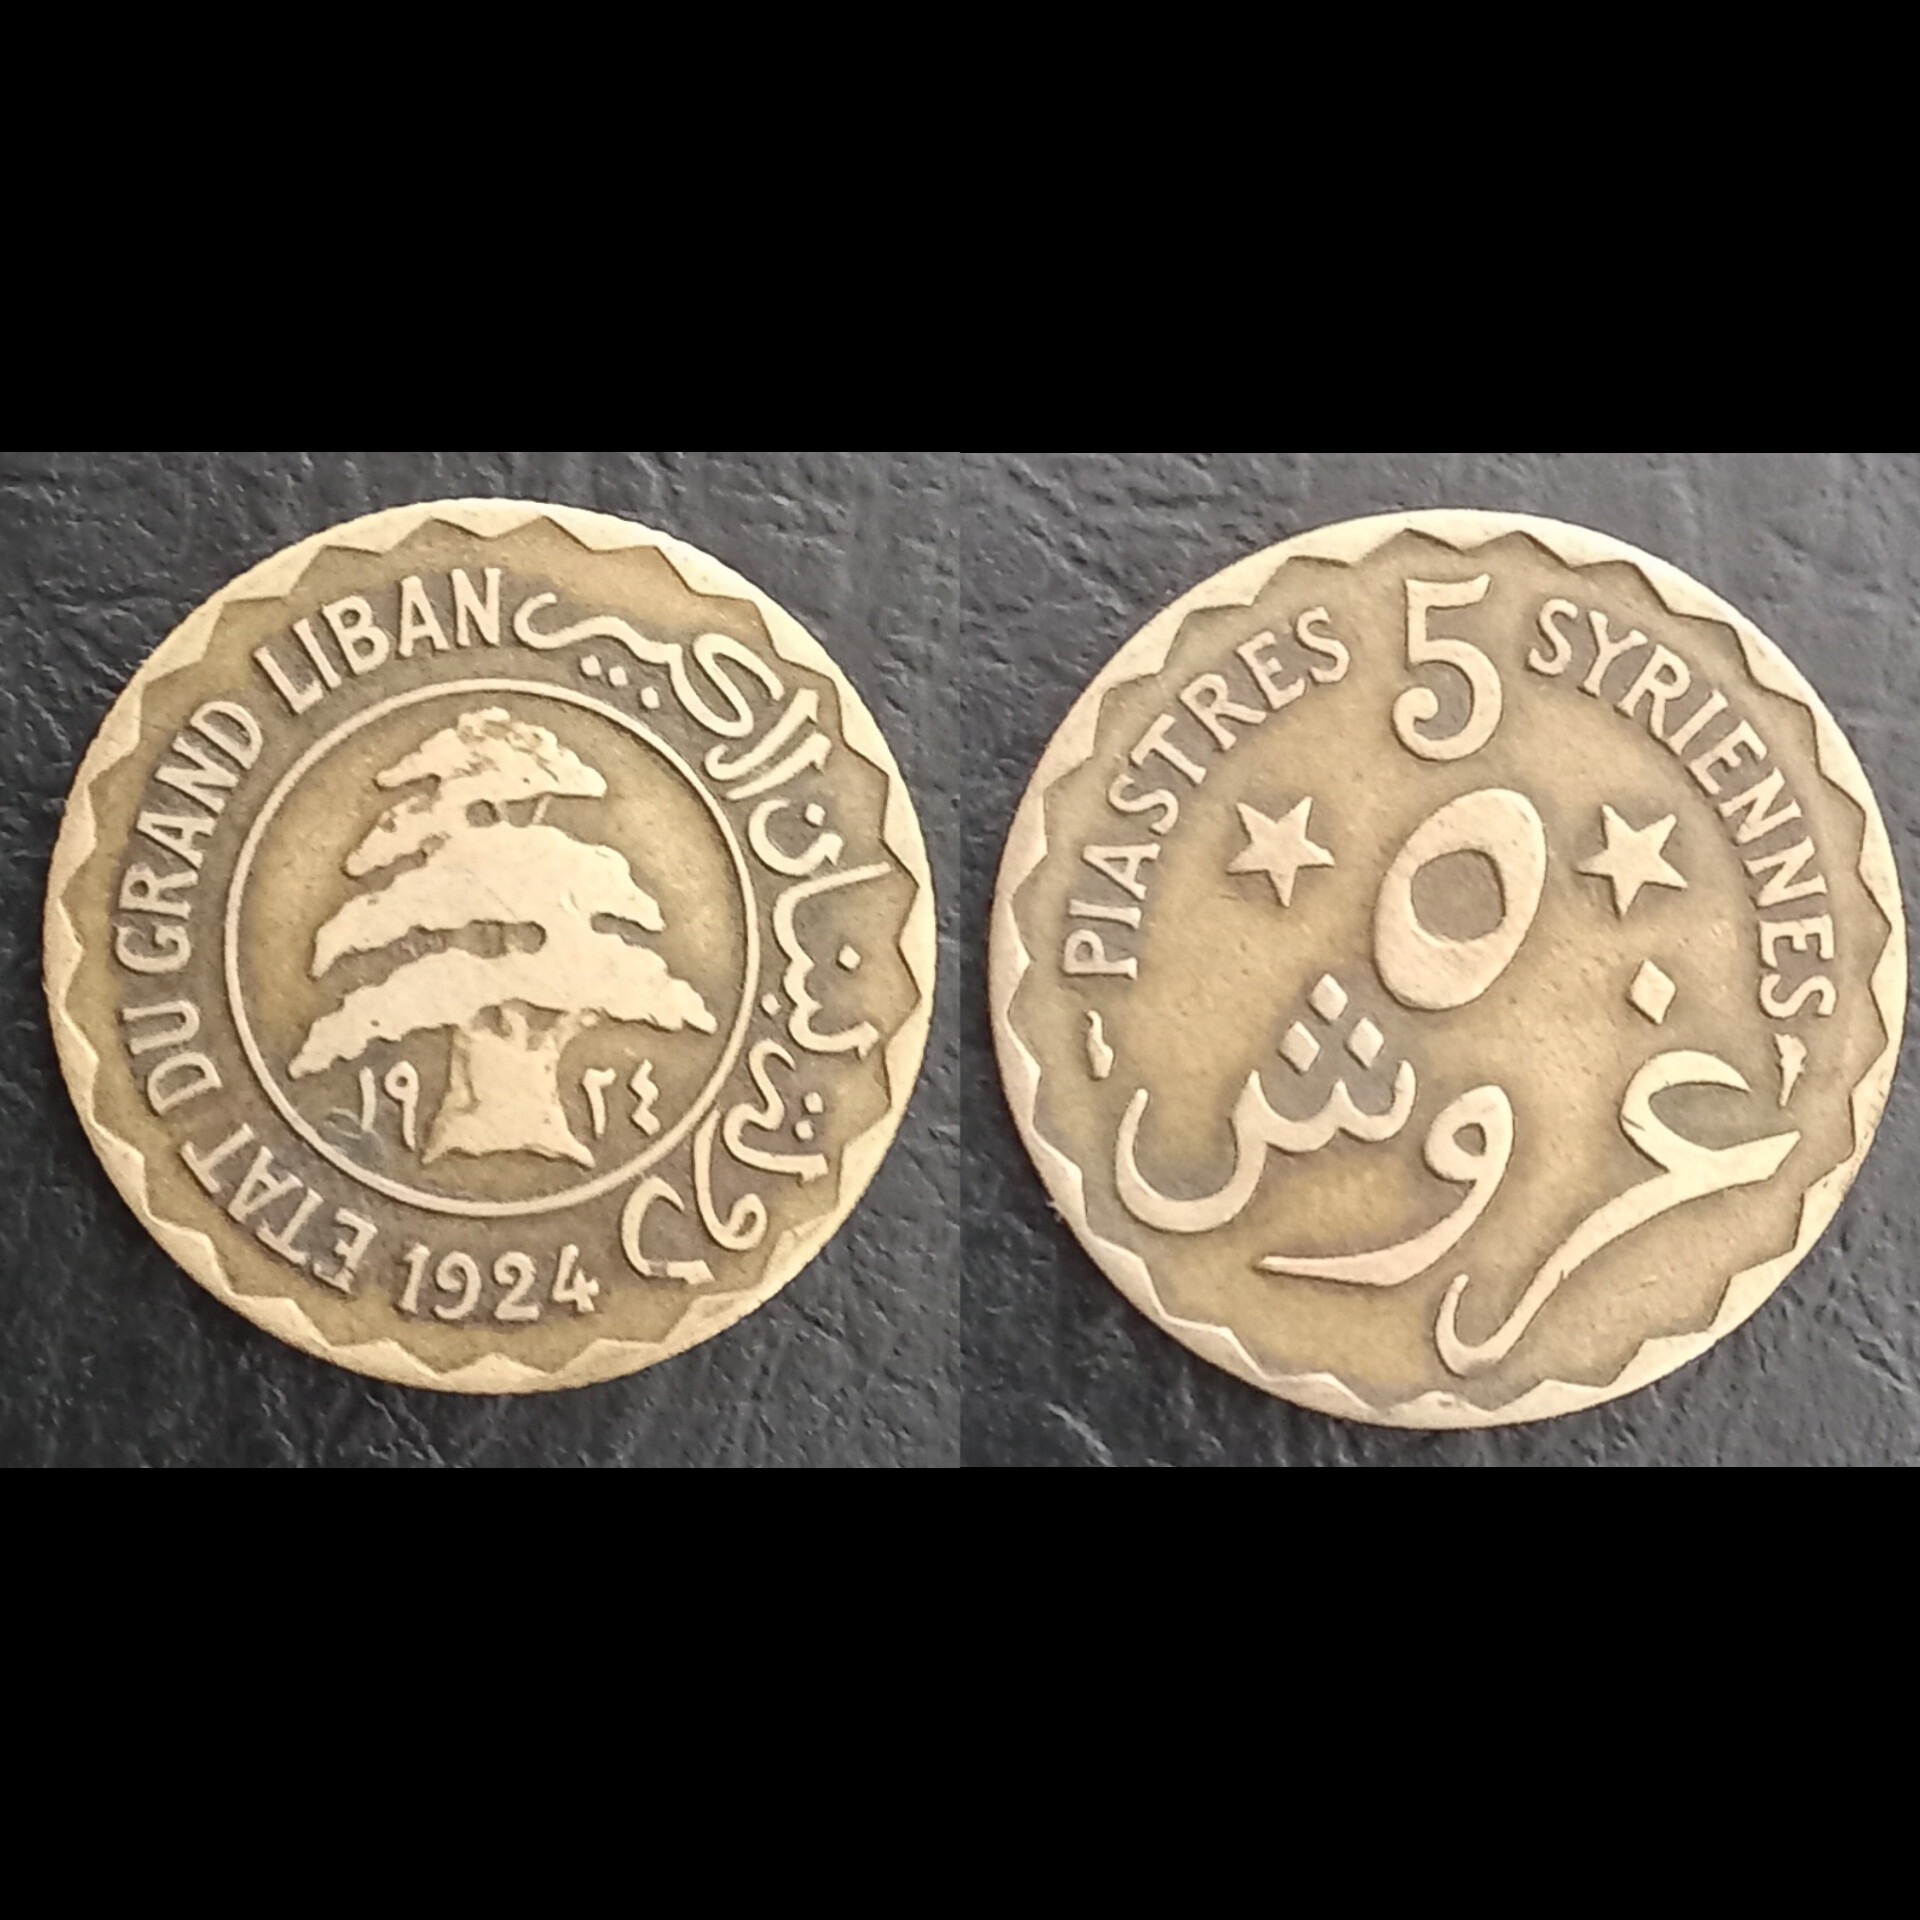 ETAT DU GRAND LIBAN
دولة لبنان الكبير
١٩٢٤
1924
PIASTRES 5 SYRIENNES
٥
غروش